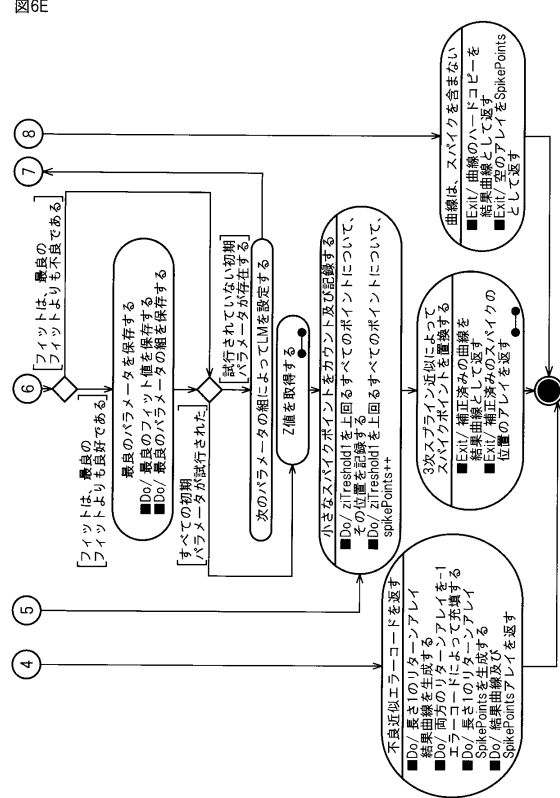 図6E
4
5
6
7
8
[フィットは、最良の
フィットよりも良好である]
[フィットは、最良の
フィットよりも不良である]
最良のパラメータを保存する
■Do/ 最良のフィット値を保存する
■Do/ 最良のパラメータの組を保存する
[すべての初期
パラメータが試行された]
[試行されていない初期
パラメータが存在する]
次のパラメータの組によってLMを設定する
Z値を取得する
小さなスパイクポイントをカウント及び記録する
■Do/ ziTreshold1を上回るすべてのポイントについて、
その位置を記録する
■Do/ ziTreshold1を上回るすべてのポイントについて、
spikePoints++
不良近似エラーコードを返す
■Do/ 長さ1のリターンアレイ
結果曲線を生成する
■Do/ 両方のリターンアレイを-1
エラーコードによって充填する
■Do/ 長さ1のリターンアレイ
SpikePointsを生成する
■Do/ 結果曲線及び
SpikePointsアレイを返す
3次スプライン近似によって
スパイクポイントを置換する
■Exit/ 補正済みの曲線を
結果曲線として返す
■Exit/ 補正済みのスパイクの
位置のアレイを返す
曲線は、スパイクを含まない
■Exit/ 曲線のハードコピーを
結果曲線として返す
■Exit/ 空のアレイをSpikePoints
として返す